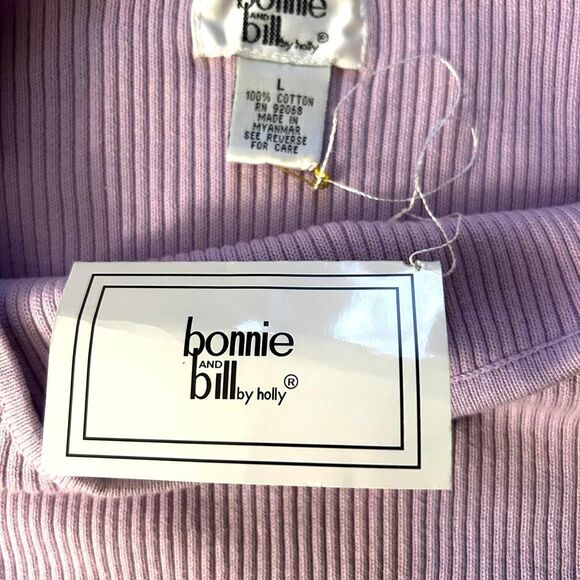 bonnie
AND
bill by holly®
L
100% COTTON
RN 92068
MADE IN
MYANMAR
SEE REVERSE
FOR CARE
bonnie
AND
bill by holly®